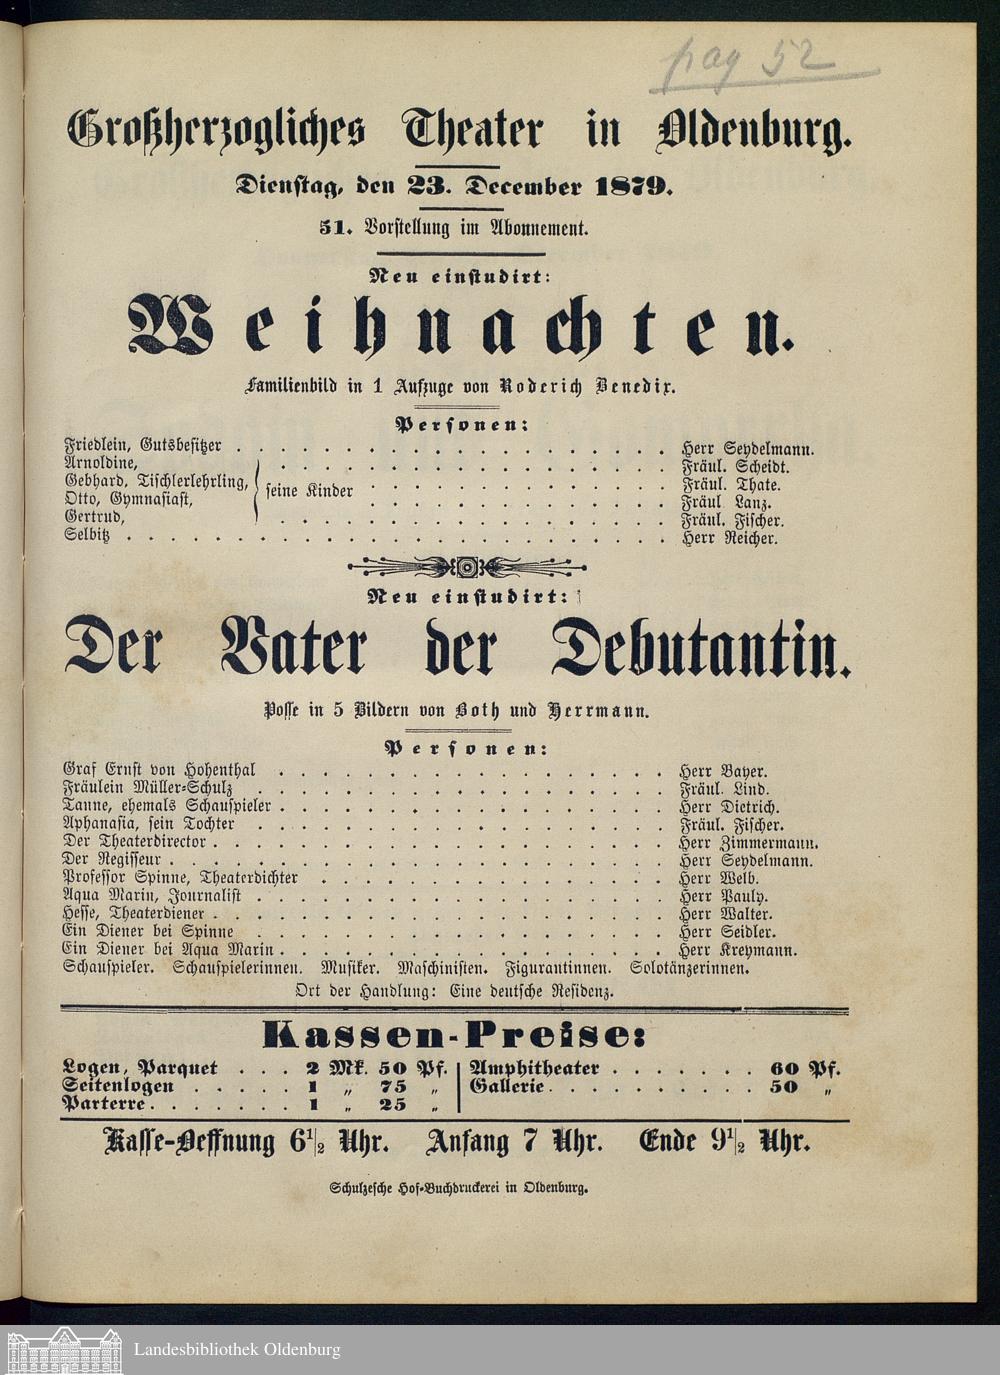 pag 52
Großherzogliches Theater in Oldenburg.
Dienstag, den 23. December 1879.
51. Vorstellung im Abonnement.
Neu einstudirt:
Weihnachten.
Familienbild in 1 Aufzuge von Roderich Benedix.
Personen:
Friedlein, Gutsbesitzer . . . . . . . . . . . . . . . . Herr Seydelmann.
Arnoldine, . . . . . . . . . . . . . . . . Fräul. Scheidt.
Gebhard, Tischlerlehrling, . . . . . . . . . . . . Fräul. Thate.
seine Kinder
Otto, Gymnasiast, . . . . . . . . . . . . Fräul Lanz.
Gertrud, . . . . . . . . . . . . . . . . Fräul. Fischer.
Selbitz . . . . . . . . . . . . . . . . . . . . Herr Reicher.
Neu einstudirt:
Der Vater der Debutantin.
Posse in 5 Bildern von Both und Herrmann.
Personen:
Graf Ernst von Hohenthal . . . . . . . . . . . . . . . . Herr Bayer.
Fräulein Müller-Schulz . . . . . . . . . . . . . . . . Fräul. Lind.
Tanne, ehemals Schauspieler . . . . . . . . . . . . . . . . Herr Dietrich.
Aphanasia, sein Tochter . . . . . . . . . . . . . . . . Fräul. Fischer.
Der Theaterdirector . . . . . . . . . . . . . . . . Herr Zimmermann.
Der Regisseur . . . . . . . . . . . . . . . . Herr Seydelmann.
Professor Spinne, Theaterdichter . . . . . . . . . . . . . . . . Herr Welb.
Aqua Marin, Journalist . . . . . . . . . . . . . . . . Herr Pauly.
Hesse, Theaterdiener . . . . . . . . . . . . . . . . Herr Walter.
Ein Diener bei Spinne . . . . . . . . . . . . . . . . Herr Seidler.
Ein Diener bei Aqua Marin . . . . . . . . . . . . . . . . Herr Kreymann.
Schauspieler. Schauspielerinnen. Musiker. Maschinisten. Figurantinnen. Solotänzerinnen.
Ort der Handlung: Eine deutsche Residenz.
Kassen-Preise:
Logen, Parquet . . . 2 Mk. 50 Pf. Amphitheater . . . . . . . 60 Pf.
Seitenlogen . . . . . 1 „ 75 „ Gallerie . . . . . . . . . 50 „
Parterre . . . . . . . 1 „ 25 „
Kasse-Oeffnung 6 1/2 Uhr. Anfang 7 Uhr. Ende 9 1/2 Uhr.
Schulzesche Hof-Buchdruckerei in Oldenburg.
Landesbibliothek Oldenburg